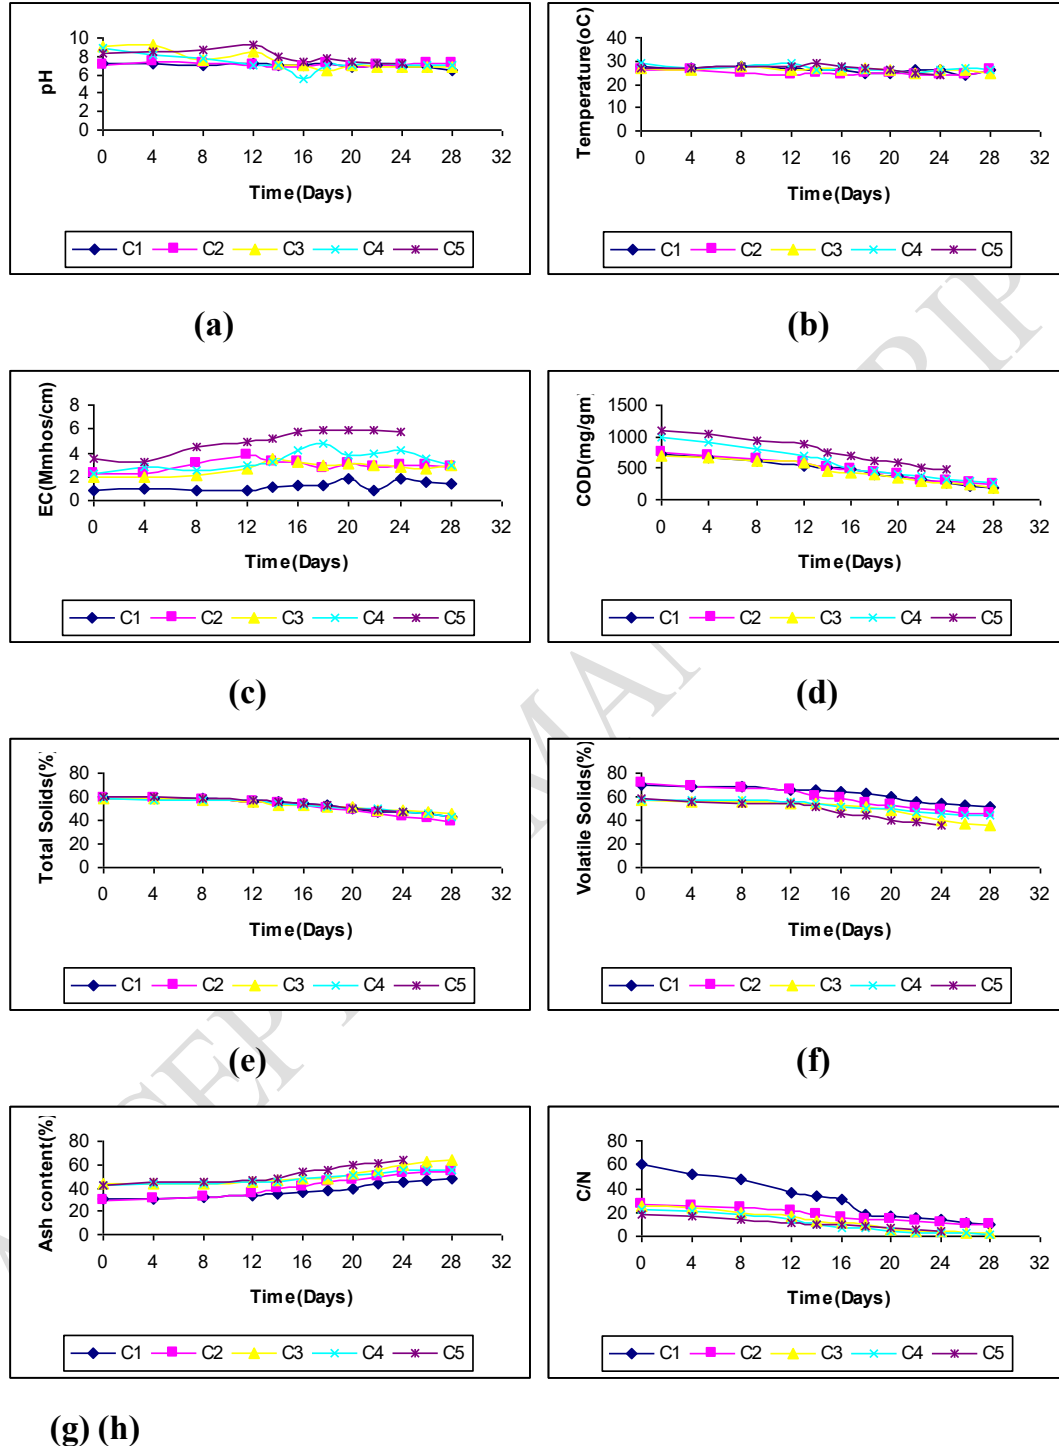 10
8
6
4
2
0
pH
0 4 8 12 16 20 24 28 32
Time(Days)
C1 C2 C3 C4 C5
(a)
40
30
20
10
0
Temperature(oC)
0 4 8 12 16 20 24 28 32
Time(Days)
C1 C2 C3 C4 C5
(b)
8
6
4
2
0
EC(Mmhos/cm)
0 4 8 12 16 20 24 28 32
Time(Days)
C1 C2 C3 C4 C5
(c)
1500
1000
500
0
COD(mg/gm)
0 4 8 12 16 20 24 28 32
Time(Days)
C1 C2 C3 C4 C5
(d)
80
60
40
20
0
Total Solids(%)
0 4 8 12 16 20 24 28 32
Time(Days)
C1 C2 C3 C4 C5
(e)
80
60
40
20
0
Volatile Solids(%)
0 4 8 12 16 20 24 28 32
Time(Days)
C1 C2 C3 C4 C5
(f)
80
60
40
20
0
Ash content(%)
0 4 8 12 16 20 24 28 32
Time(Days)
C1 C2 C3 C4 C5
80
60
40
20
0
C/N
0 4 8 12 16 20 24 28 32
Time(Days)
C1 C2 C3 C4 C5
(g) (h)